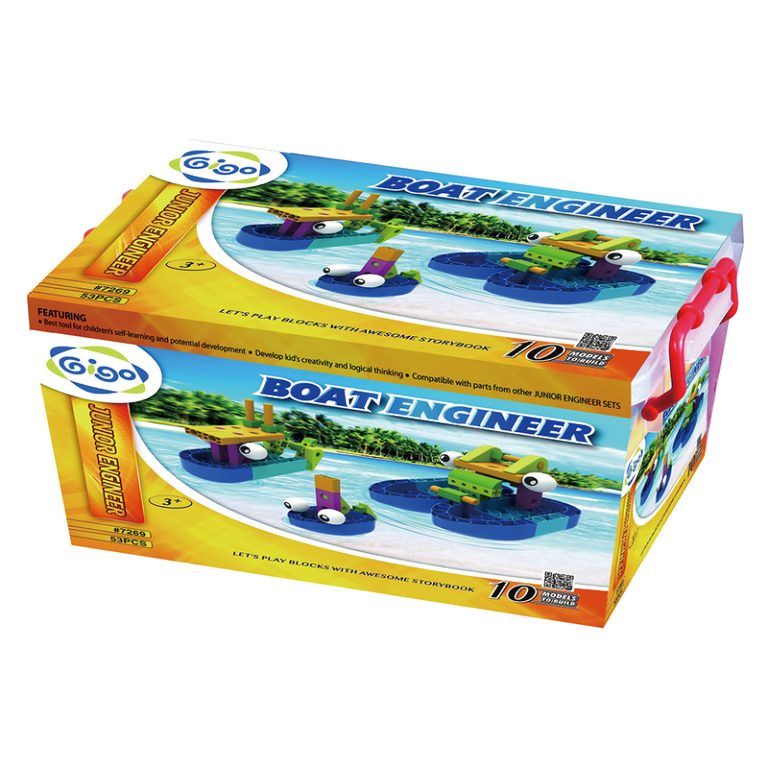 Gigo
BOAT ENGINEER
JUNIOR ENGINEER
3+
#7269
53PCS
LET'S PLAY BLOCKS WITH AWESOME STORYBOOK
10 MODELS
TO BUILD
FEATURING
• Best tool for children's self-learning and potential development • Develop kid's creativity and logical thinking • Compatible with parts from other JUNIOR ENGINEER SETS
Gigo
BOAT ENGINEER
JUNIOR ENGINEER
3+
#7269
53PCS
LET'S PLAY BLOCKS WITH AWESOME STORYBOOK
10 MODELS
TO BUILD